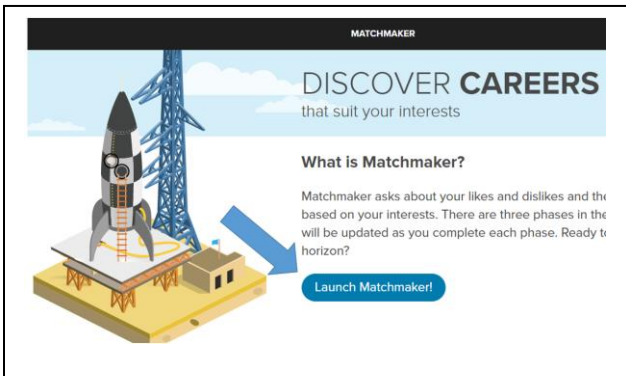 MATCHMAKER
DISCOVER CAREERS
that suit your interests
What is Matchmaker?
Matchmaker asks about your likes and dislikes and the
based on your interests. There are three phases in the
will be updated as you complete each phase. Ready to
horizon?
Launch Matchmaker!